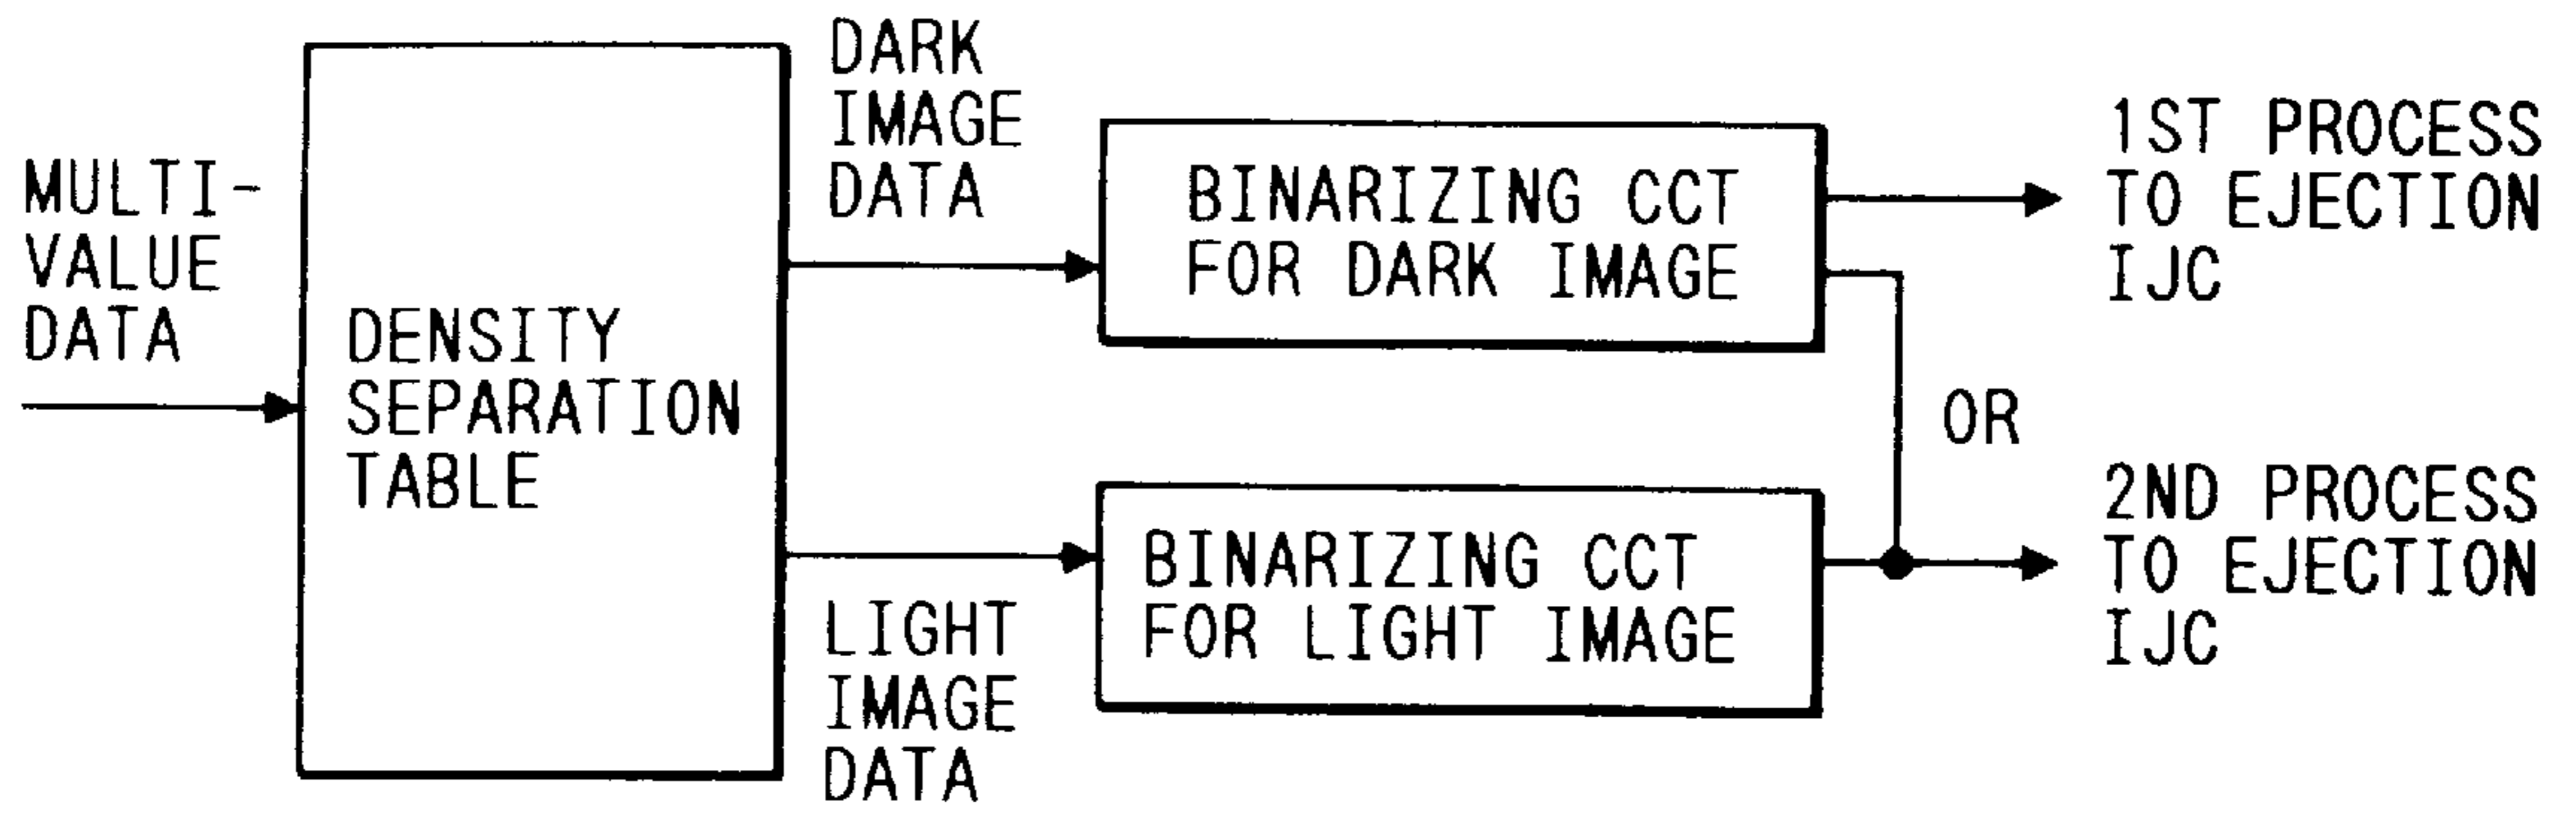 MULTI-
VALUE
DATA
DENSITY
SEPARATION
TABLE
DARK
IMAGE
DATA
LIGHT
IMAGE
DATA
BINARIZING CCT
FOR DARK IMAGE
BINARIZING CCT
FOR LIGHT IMAGE
OR
1ST PROCESS
TO EJECTION
IJC
2ND PROCESS
TO EJECTION
IJC